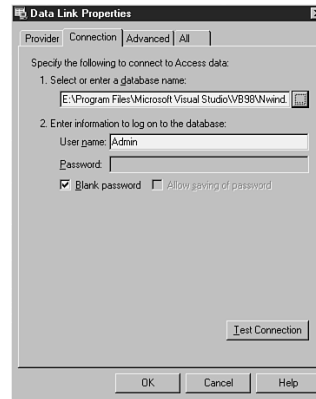 Data Link Properties
Provider Connection Advanced All
Specify the following to connect to Access data:
1. Select or enter a database name:
E:\Program Files\Microsoft Visual Studio\VB98\Nwind. ...
2. Enter information to log on to the database:
User name: Admin
Password:
Blank password Allow saving of password
Test Connection
OK Cancel Help